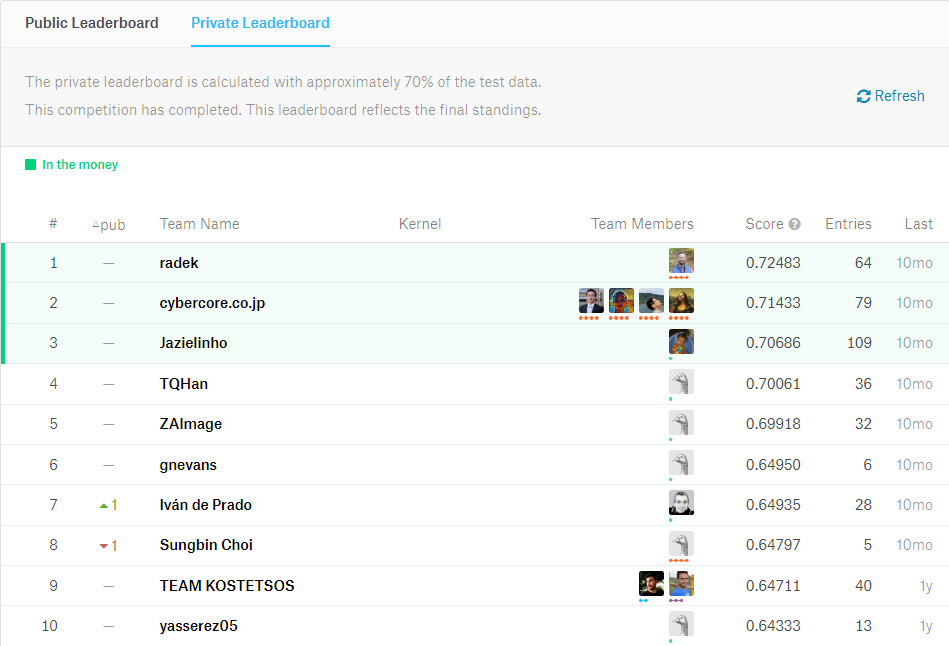 Public Leaderboard Private Leaderboard
The private leaderboard is calculated with approximately 70% of the test data.
This competition has completed. This leaderboard reflects the final standings.
Refresh
In the money
# △pub Team Name Kernel Team Members Score ? Entries Last
1 — radek 0.72483 64 10mo
2 — cybercore.co.jp 0.71433 79 10mo
3 — Jazielinho 0.70686 109 10mo
4 — TQHan 0.70061 36 10mo
5 — ZAImage 0.69918 32 10mo
6 — gnevans 0.64950 6 10mo
7 ▲1 Iván de Prado 0.64935 28 10mo
8 ▼1 Sungbin Choi 0.64797 5 10mo
9 — TEAM KOSTETSOS 0.64711 40 1y
10 — yasserez05 0.64333 13 1y